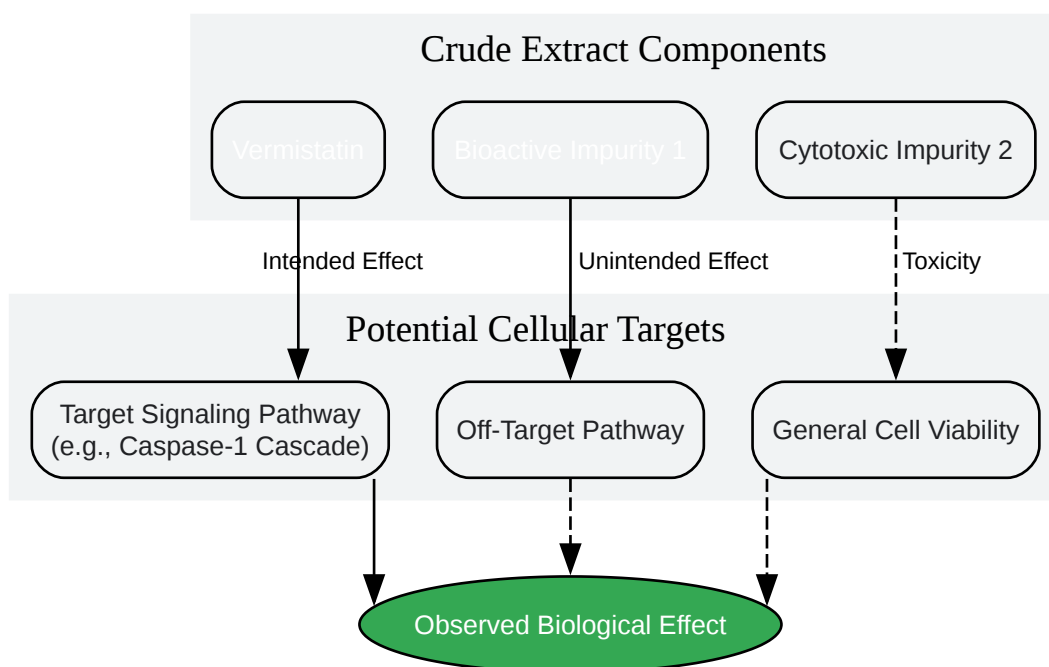 Crude Extract Components
Vermistatin
Bioactive Impurity 1
Cytotoxic Impurity 2
Intended Effect
Unintended Effect
Toxicity
Potential Cellular Targets
Target Signaling Pathway
(e.g., Caspase-1 Cascade)
Off-Target Pathway
General Cell Viability
Observed Biological Effect